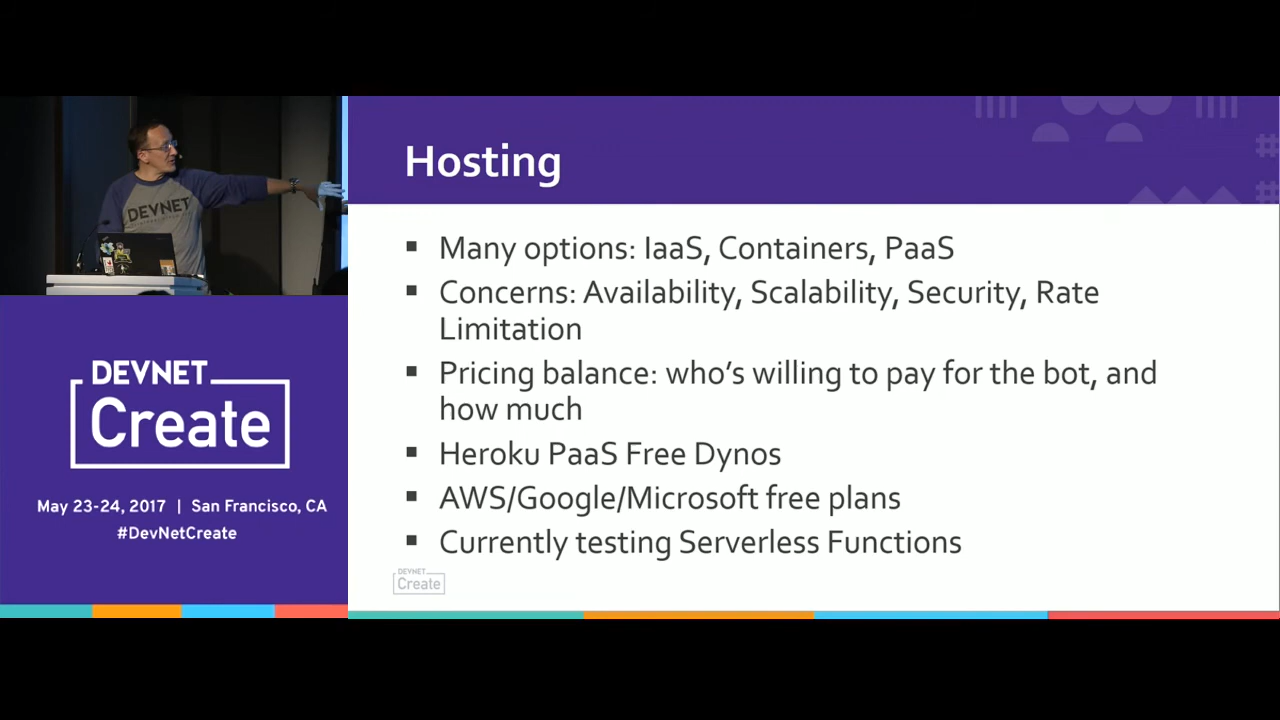 DEVNET
DEVNET
Create
May 23-24, 2017 | San Francisco, CA
#DevNetCreate
Hosting
▪ Many options: IaaS, Containers, PaaS
▪ Concerns: Availability, Scalability, Security, Rate
Limitation
▪ Pricing balance: who's willing to pay for the bot, and
how much
▪ Heroku PaaS Free Dynos
▪ AWS/Google/Microsoft free plans
▪ Currently testing Serverless Functions
DEVNET
Create